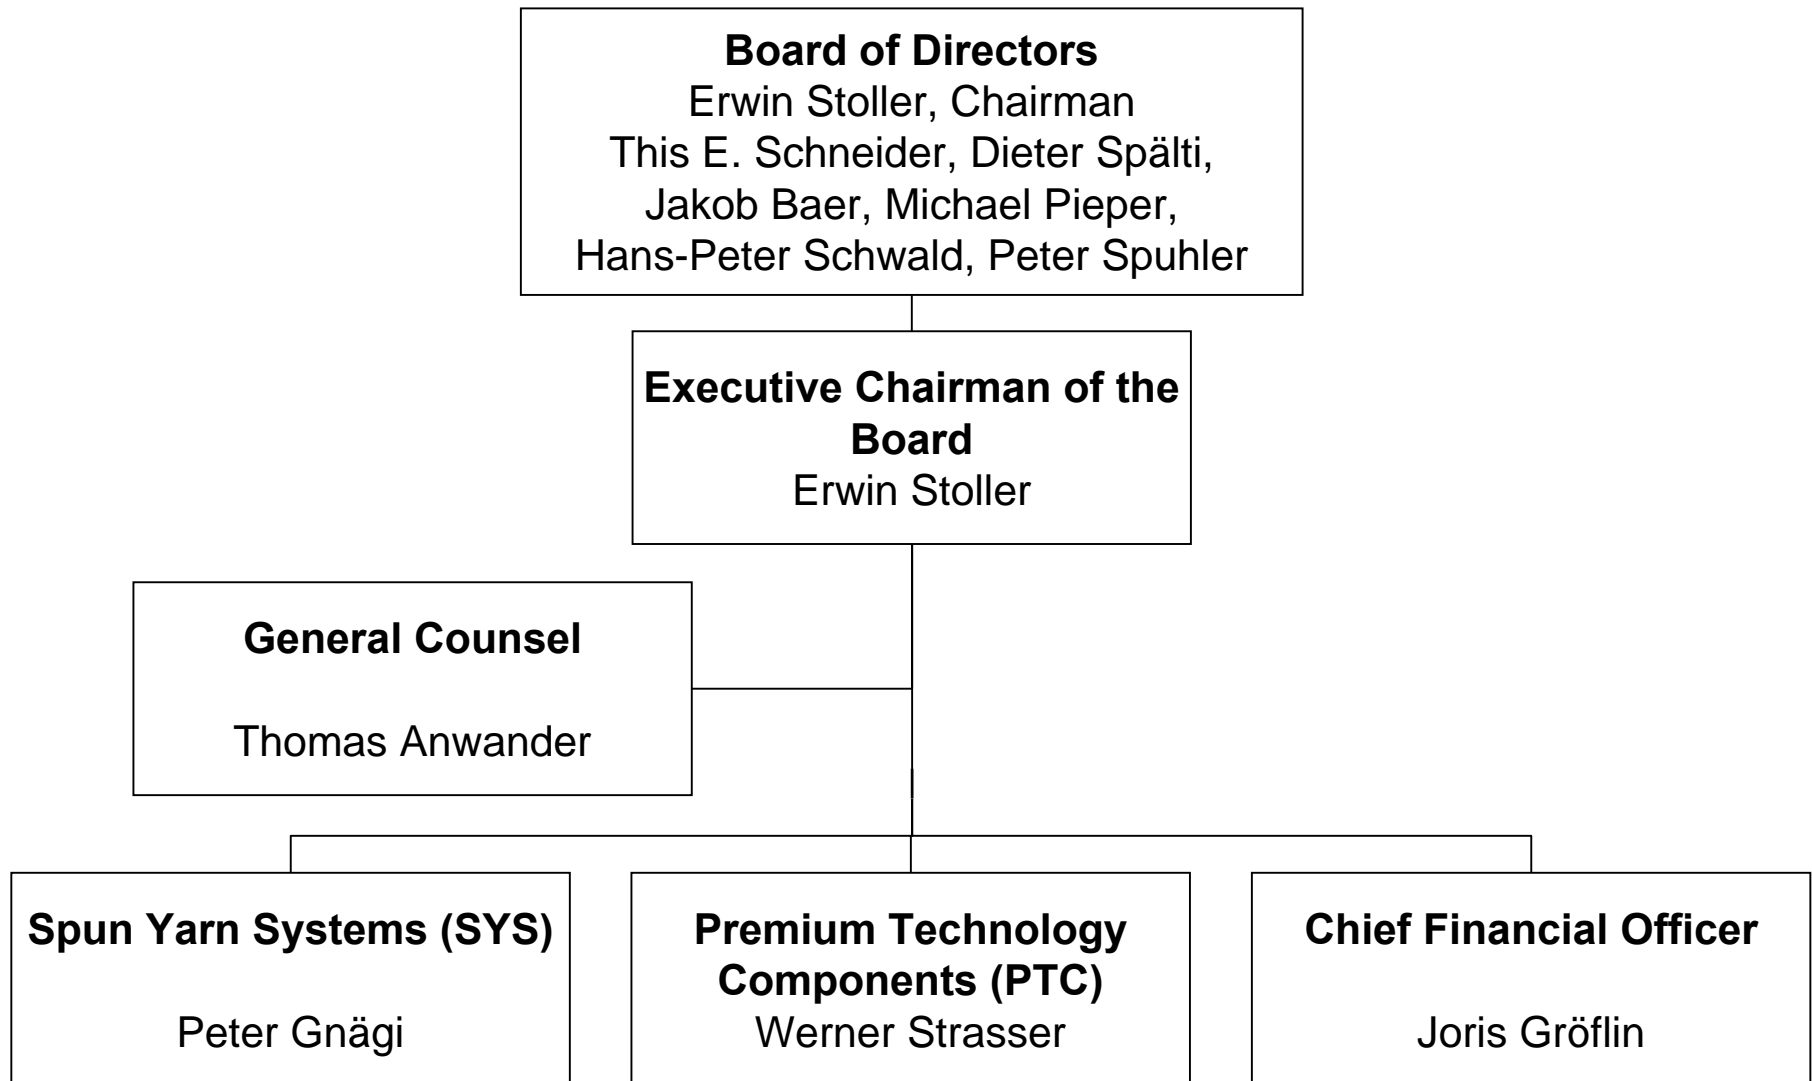 Board of Directors
Erwin Stoller, Chairman
This E. Schneider, Dieter Spälti,
Jakob Baer, Michael Pieper,
Hans-Peter Schwald, Peter Spuhler
Executive Chairman of the
Board
Erwin Stoller
General Counsel
Thomas Anwander
Spun Yarn Systems (SYS)
Peter Gnägi
Premium Technology
Components (PTC)
Werner Strasser
Chief Financial Officer
Joris Gröflin